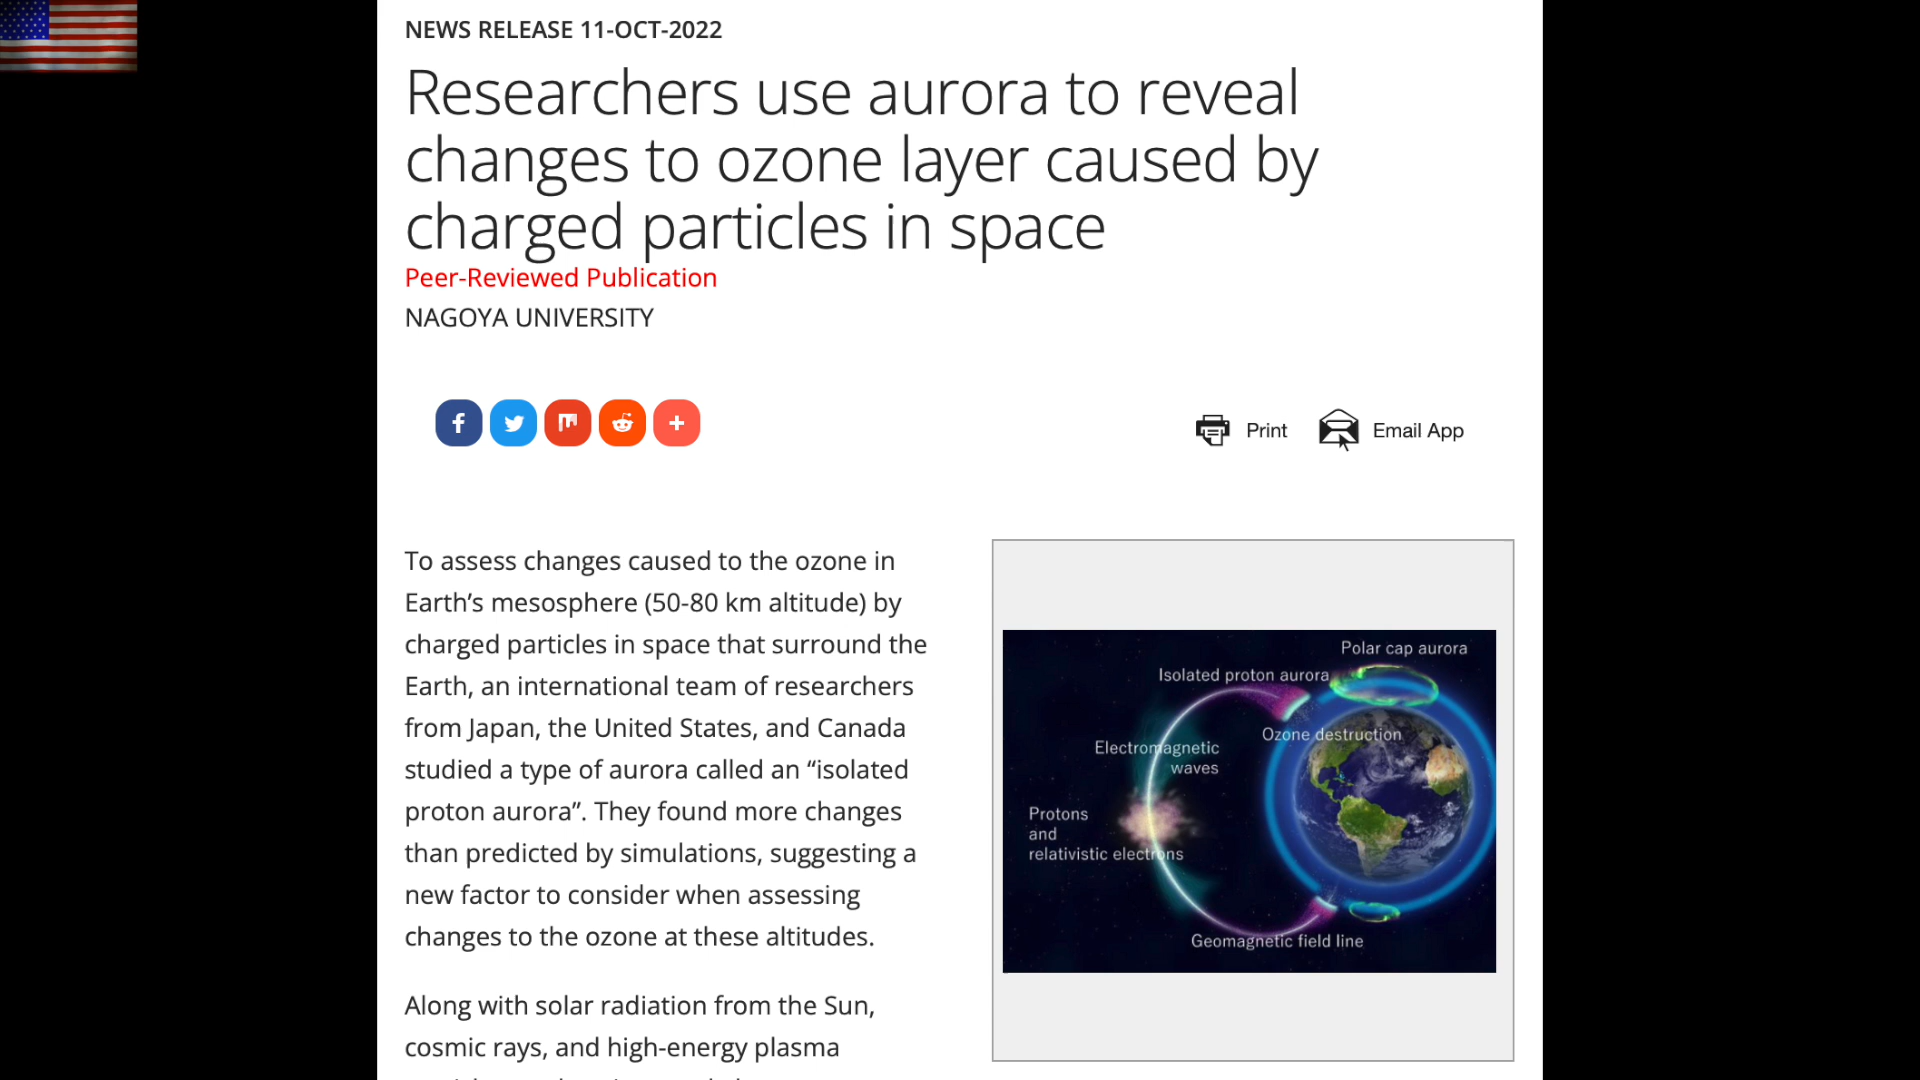 NEWS RELEASE 11-OCT-2022
Researchers use aurora to reveal
changes to ozone layer caused by
charged particles in space
Peer-Reviewed Publication
NAGOYA UNIVERSITY
Print
Email App
To assess changes caused to the ozone in
Earth’s mesosphere (50-80 km altitude) by
charged particles in space that surround the
Earth, an international team of researchers
from Japan, the United States, and Canada
studied a type of aurora called an “isolated
proton aurora”. They found more changes
than predicted by simulations, suggesting a
new factor to consider when assessing
changes to the ozone at these altitudes.
Along with solar radiation from the Sun,
cosmic rays, and high-energy plasma
Polar cap aurora
Isolated proton aurora
Ozone destruction
Electromagnetic
waves
Protons
and
relativistic electrons
Geomagnetic field line